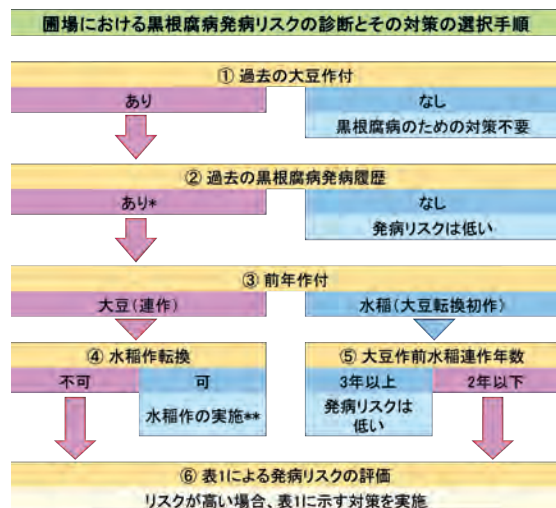 圃場における黒根腐病発病リスクの診断とその対策の選択手順
① 過去の大豆作付
あり
なし
黒根腐病のための対策不要
② 過去の黒根腐病発病履歴
あり*
なし
発病リスクは低い
③ 前年作付
大豆(連作)
水稲(大豆転換初作)
④ 水稲作転換
不可
可
水稲作の実施**
⑤ 大豆作前水稲連作年数
3年以上
2年以下
発病リスクは
低い
⑥ 表1による発病リスクの評価
リスクが高い場合、表1に示す対策を実施